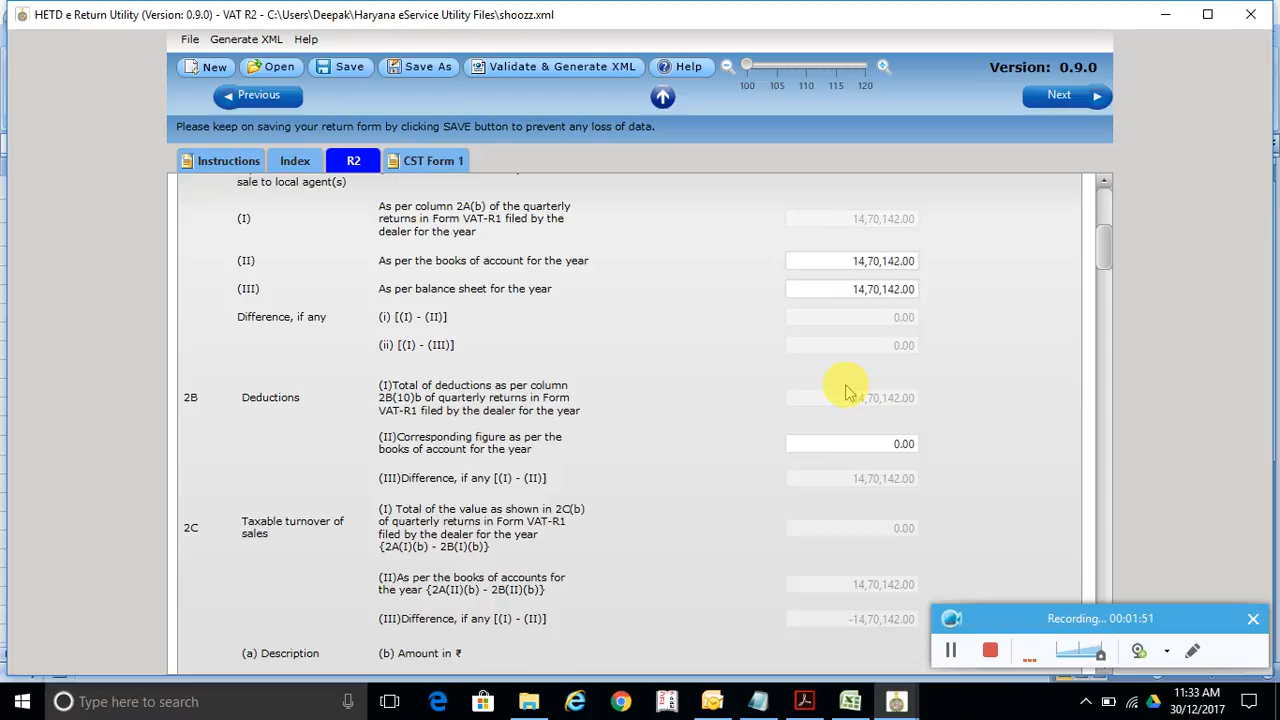 HETD e Return Utility (Version: 0.9.0) - VAT R2 - C:\Users\Deepak\Haryana eService Utility Files\shoozz.xml
File Generate XML Help
New Open Save Save As Validate & Generate XML Help
100 105 110 115 120
Version: 0.9.0
Previous Next
Please keep on saving your return form by clicking SAVE button to prevent any loss of data.
Instructions Index R2 CST Form 1
sale to local agent(s)
(I) As per column 2A(b) of the quarterly
returns in Form VAT-R1 filed by the
dealer for the year
14,70,142.00
(II) As per the books of account for the year 14,70,142.00
(III) As per balance sheet for the year 14,70,142.00
Difference, if any (i) [(I) - (II)] 0.00
(ii) [(I) - (III)] 0.00
2B Deductions
(I)Total of deductions as per column
2B(10)b of quarterly returns in Form
VAT-R1 filed by the dealer for the year
4,70,142.00
(II)Corresponding figure as per the
books of account for the year
0.00
(III)Difference, if any [(I) - (II)] 14,70,142.00
2C Taxable turnover of
sales
(I) Total of the value as shown in 2C(b)
of quarterly returns in Form VAT-R1
filed by the dealer for the year
{2A(I)(b) - 2B(I)(b)}
0.00
(II)As per the books of accounts for
the year {2A(II)(b) - 2B(II)(b)}
14,70,142.00
(III)Difference, if any [(I) - (II)] -14,70,142.00
(a) Description (b) Amount in ₹
Recording... 00:01:51
Type here to search
11:33 AM
30/12/2017